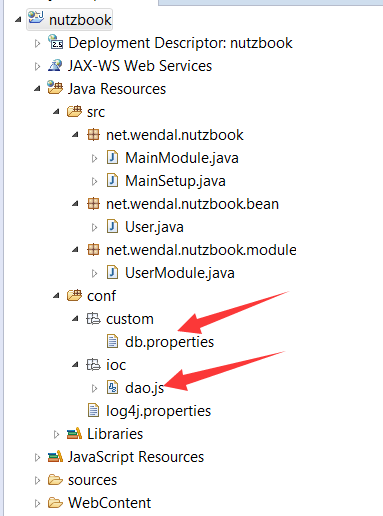 nutzbook
Deployment Descriptor: nutzbook
JAX-WS Web Services
Java Resources
src
net.wendal.nutzbook
MainModule.java
MainSetup.java
net.wendal.nutzbook.bean
User.java
net.wendal.nutzbook.module
UserModule.java
conf
custom
db.properties
ioc
dao.js
log4j.properties
Libraries
JavaScript Resources
sources
WebContent